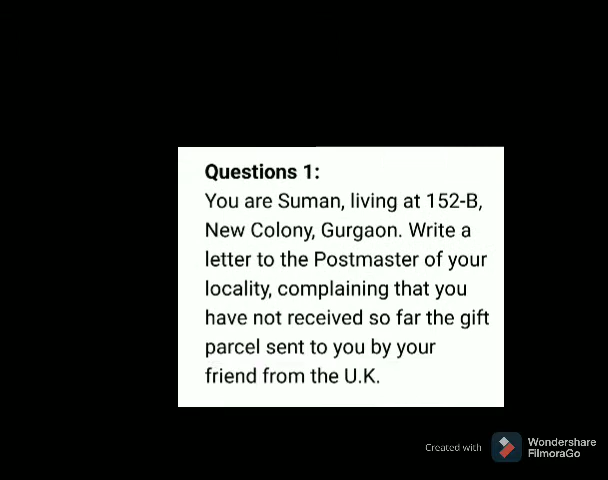 Questions 1:
You are Suman, living at 152-B,
New Colony, Gurgaon. Write a
letter to the Postmaster of your
locality, complaining that you
have not received so far the gift
parcel sent to you by your
friend from the U.K.
Created with
Wondershare
FilmoraGo